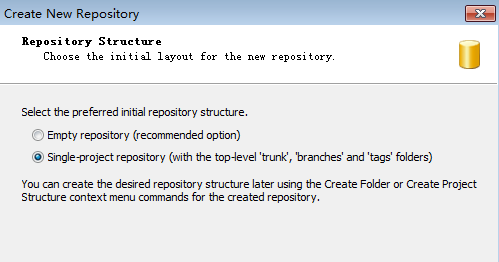 Create New Repository
Repository Structure
Choose the initial layout for the new repository.
Select the preferred initial repository structure.
Empty repository (recommended option)
Single-project repository (with the top-level 'trunk', 'branches' and 'tags' folders)
You can create the desired repository structure later using the Create Folder or Create Project
Structure context menu commands for the created repository.